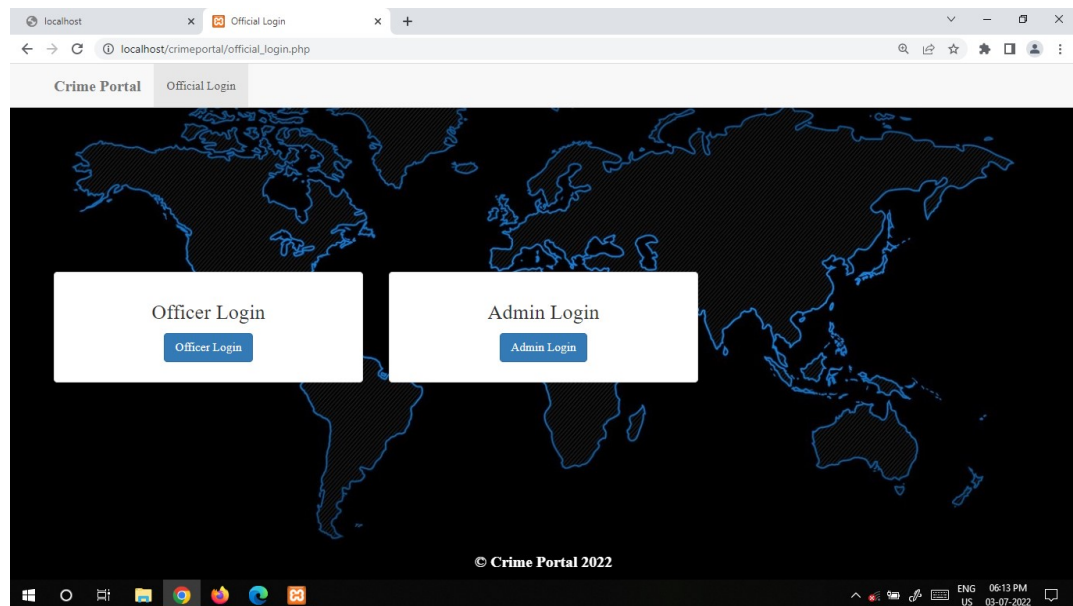 localhost
Official Login
localhost/crimeportal/official_login.php
Crime Portal Official Login
Officer Login
Officer Login
Admin Login
Admin Login
© Crime Portal 2022
ENG 06:13 PM
US 03-07-2022